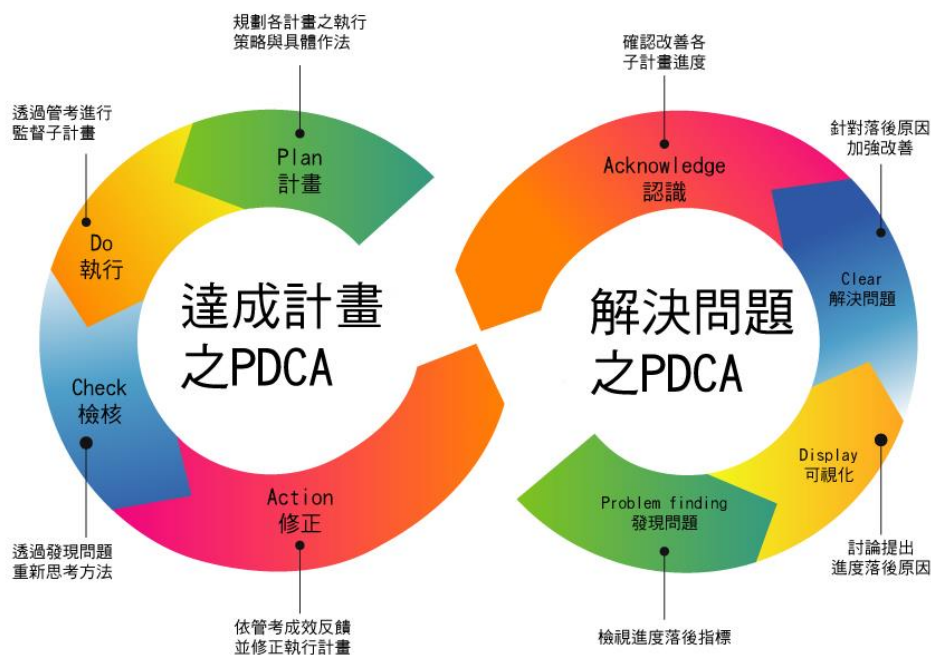 規劃各計畫之執行
策略與具體作法
Plan
計畫
透過管考進行
監督子計畫
Do
執行
達成計畫
之PDCA
Check
檢核
透過發現問題
重新思考方法
Action
修正
依管考成效反饋
並修正執行計畫
確認改善各
子計畫進度
Acknowledge
認識
針對落後原因
加強改善
Clear
解決問題
解決問題
之PDCA
Display
可視化
討論提出
進度落後原因
Problem finding
發現問題
檢視進度落後指標